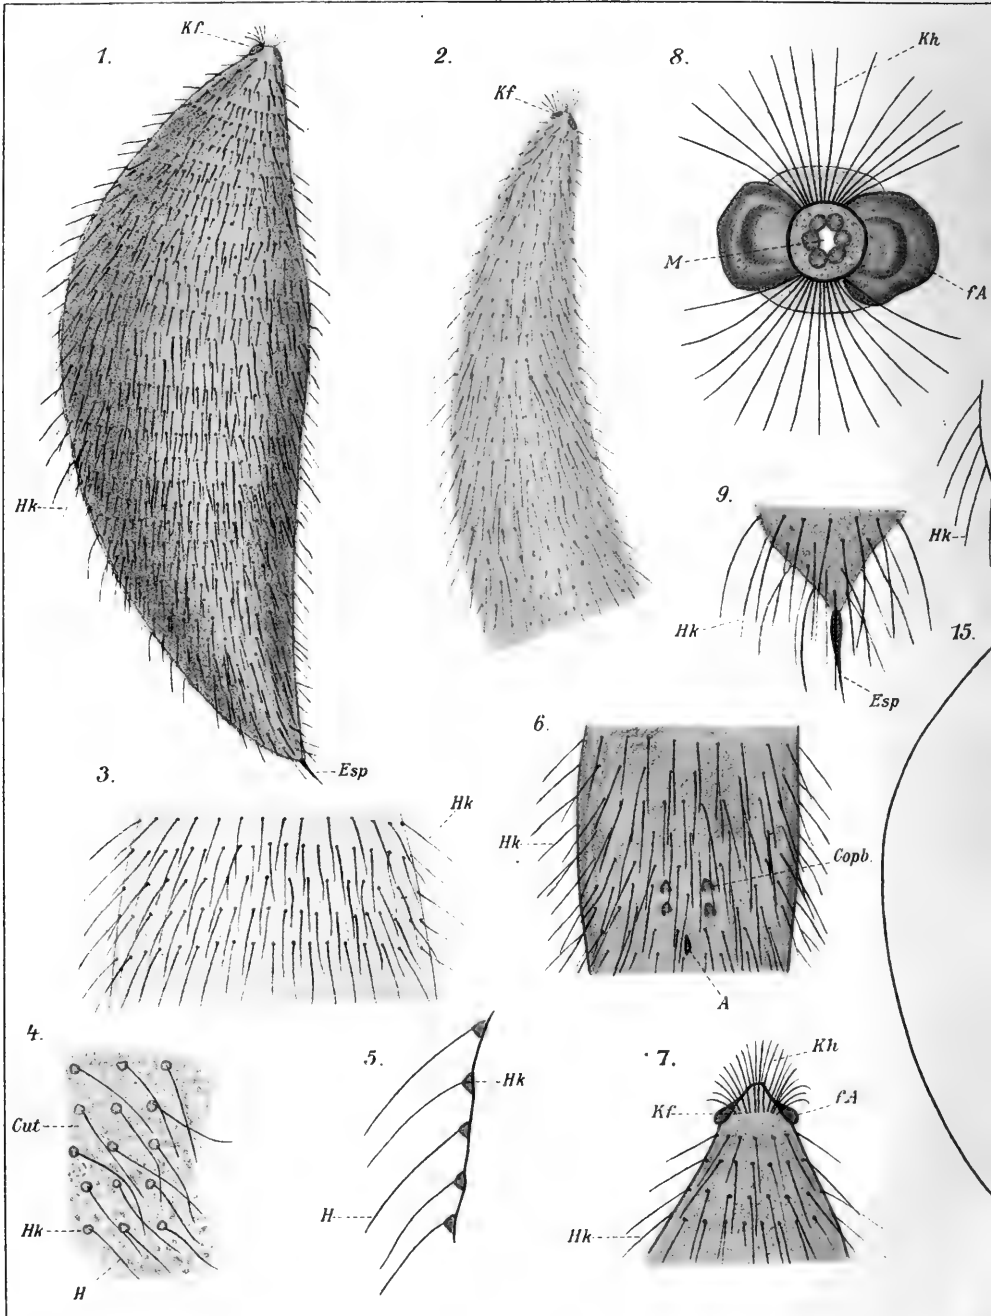 1.
Kf
2.
Kf
8.
Kh
M
fA
Hk
Hk
9.
Hk
Esp
15.
Esp
3.
Hk
6.
Hk
Copb.
A
4.
Cut
Hk
H
5.
Hk
H
7.
Kh
Kf
fA
Hk